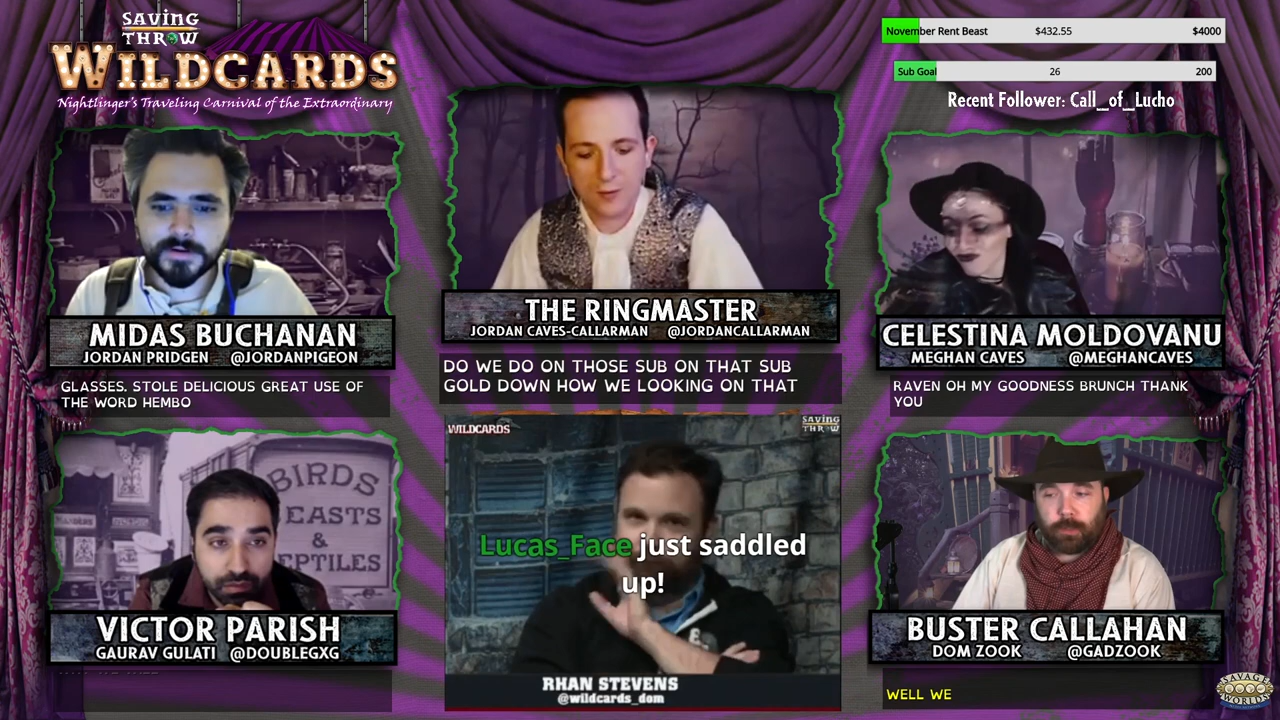 SAVING
THROW
WILDCARDS
Nightlinger's Traveling Carnival of the Extraordinary
November Rent Beast $432.55 $4000
Sub Goal 26 200
Recent Follower: Call_of_Lucho
MIDAS BUCHANAN
JORDAN PRIDGEN @JORDANPIGEON
GLASSES. STOLE DELICIOUS GREAT USE OF
THE WORD HEMBO
THE RINGMASTER
JORDAN CAVES-CALLARMAN @JORDANCALLARMAN
DO WE DO ON THOSE SUB ON THAT SUB
GOLD DOWN HOW WE LOOKING ON THAT
CELESTINA MOLDOVANU
MEGHAN CAVES @MEGHANCAVES
RAVEN OH MY GOODNESS BRUNCH THANK
YOU
BIRDS
BEASTS
&
REPTILES
VICTOR PARISH
GAURAV GULATI @DOUBLEGXG
WILDCARDS
SAVING
THROW
Lucas_Face just saddled
up!
RHAN STEVENS
@wildcards_dom
BUSTER CALLAHAN
DOM ZOOK @GADZOOK
WELL WE
SAVAGE
WORLDS